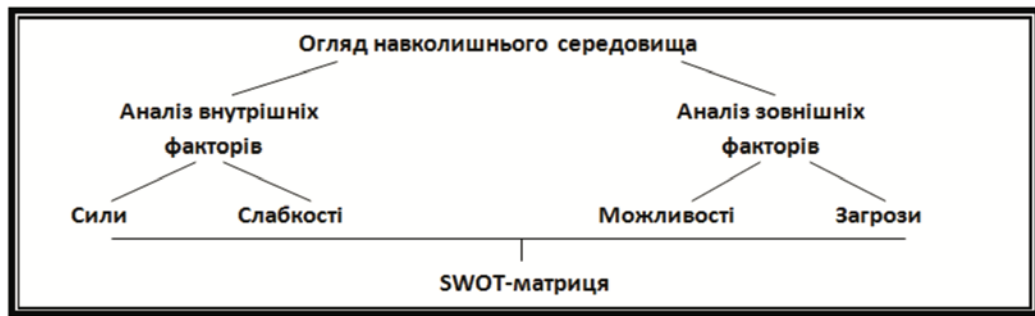 Огляд навколишнього середовища
Аналіз внутрішніх
факторів
Аналіз зовнішніх
факторів
Сили
Слабкості
Можливості
Загрози
SWOT-матриця